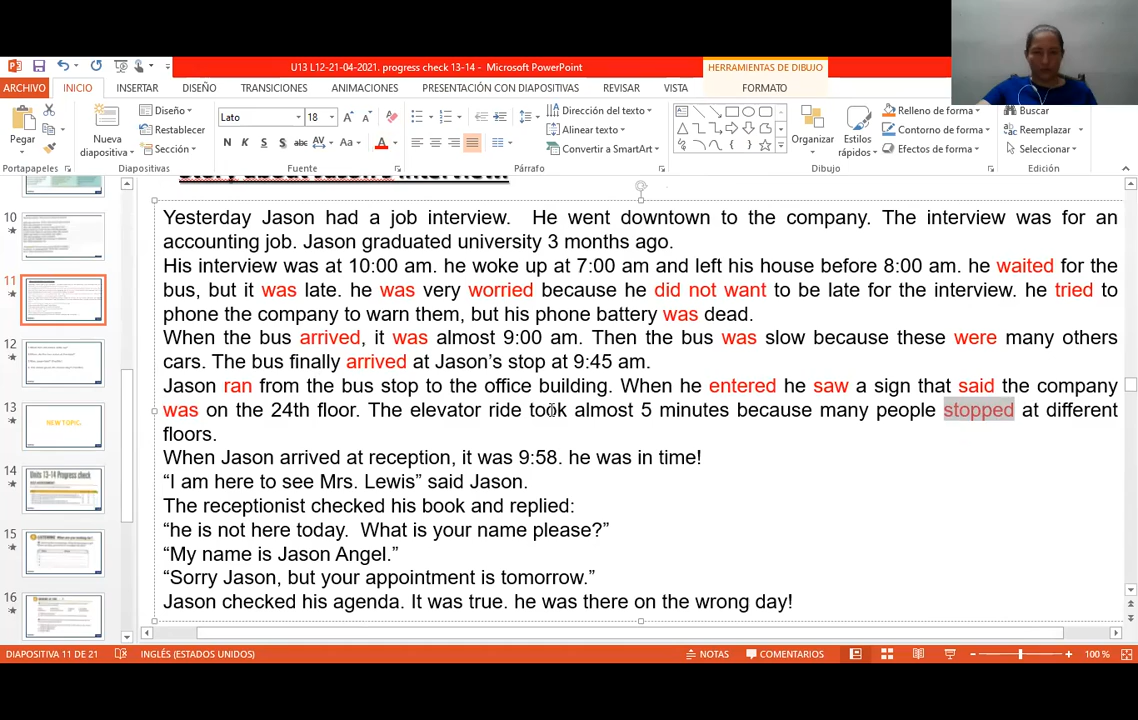 U13 L12-21-04-2021. progress check 13-14 - Microsoft PowerPoint
HERRAMIENTAS DE DIBUJO
ARCHIVO INICIO INSERTAR DISEÑO TRANSICIONES ANIMACIONES PRESENTACIÓN CON DIAPOSITIVAS REVISAR VISTA FORMATO
Pegar
Nueva
diapositiva
Diseño
Restablecer
Sección
Lato 18
N K S S abc AV Aa A
Dirección del texto
Alinear texto
Convertir a SmartArt
Organizar
Estilos
rápidos
Relleno de forma
Contorno de forma
Efectos de forma
Buscar
Reemplazar
Seleccionar
Portapapeles Diapositivas Fuente Párrafo Dibujo Edición
Story about Jason's interview
Yesterday Jason had a job interview. He went downtown to the company. The interview was for an
accounting job. Jason graduated university 3 months ago.
His interview was at 10:00 am. he woke up at 7:00 am and left his house before 8:00 am. he waited for the
bus, but it was late. he was very worried because he did not want to be late for the interview. he tried to
phone the company to warn them, but his phone battery was dead.
When the bus arrived, it was almost 9:00 am. Then the bus was slow because these were many others
cars. The bus finally arrived at Jason's stop at 9:45 am.
Jason ran from the bus stop to the office building. When he entered he saw a sign that said the company
was on the 24th floor. The elevator ride took almost 5 minutes because many people stopped at different
floors.
When Jason arrived at reception, it was 9:58. he was in time!
“I am here to see Mrs. Lewis” said Jason.
The receptionist checked his book and replied:
“he is not here today. What is your name please?”
“My name is Jason Angel.”
“Sorry Jason, but your appointment is tomorrow.”
Jason checked his agenda. It was true. he was there on the wrong day!
10
11
12
13
NEW TOPIC.
14
Units 13-14 Progress check
15
16
DIAPOSITIVA 11 DE 21 INGLÉS (ESTADOS UNIDOS) NOTAS COMENTARIOS 100 %